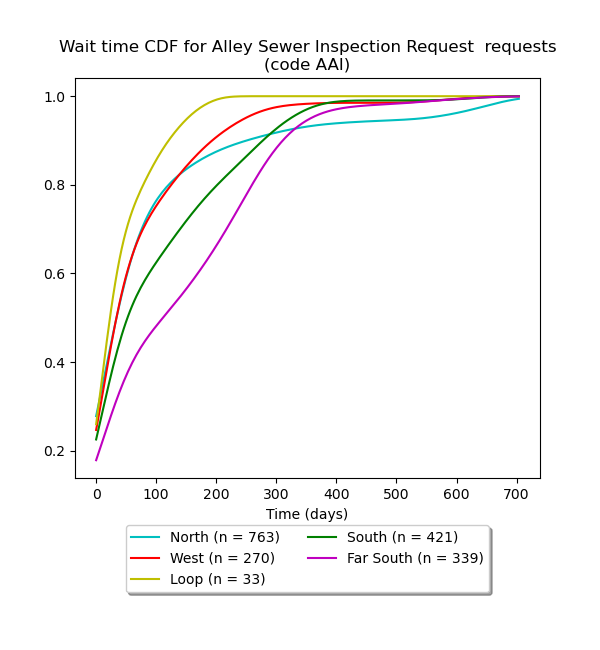 Wait time CDF for Alley Sewer Inspection Request  requests
(code AAI)
1.0
0.8
0.6
0.4
0.2
0 100 200 300 400 500 600 700
Time (days)
North (n = 763) South (n = 421)
West (n = 270) Far South (n = 339)
Loop (n = 33)